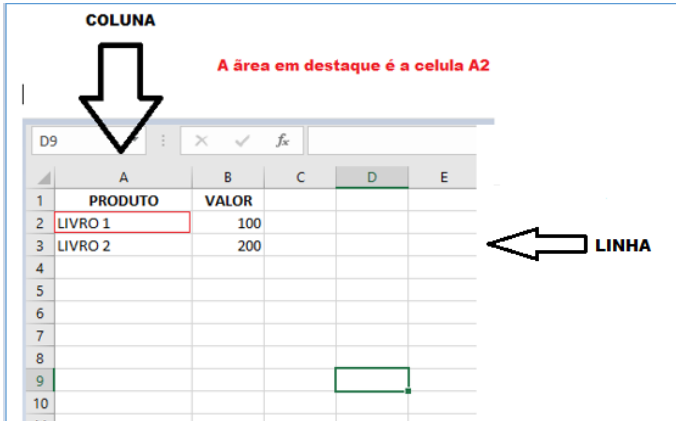 COLUNA
A ãrea em destaque é a celula A2
D9 fx
A B C D E
1 PRODUTO VALOR
2 LIVRO 1 100
3 LIVRO 2 200
LINHA
4
5
6
7
8
9
10